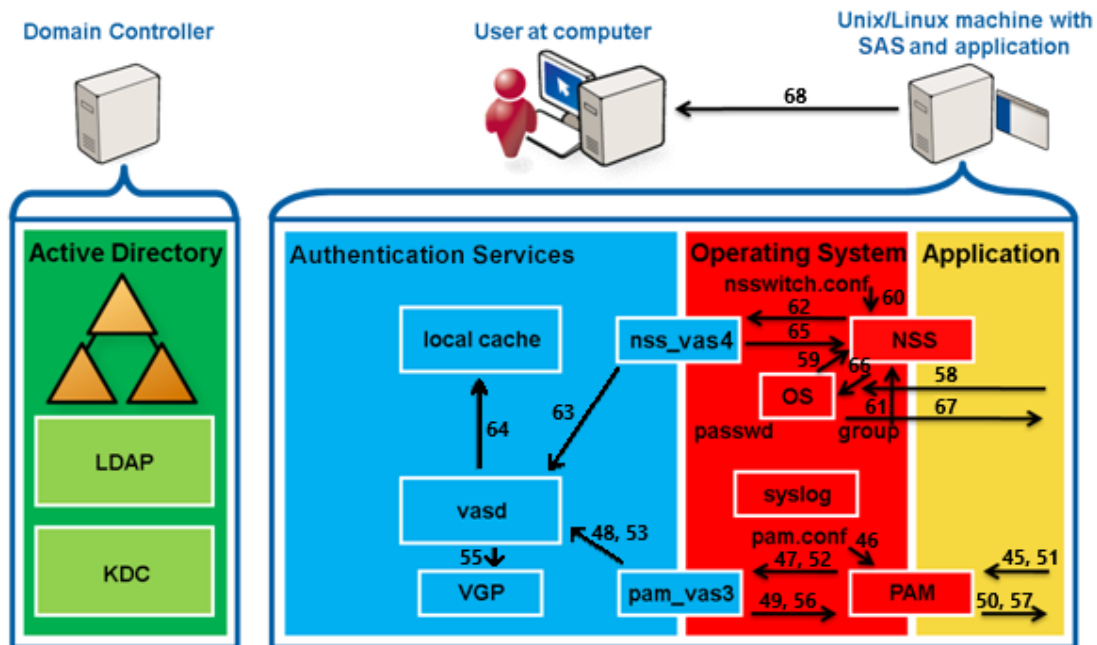 Domain Controller
User at computer
Unix/Linux machine with
SAS and application
68
Active Directory
Authentication Services
Operating System
Application
nsswitch.conf
60
62
local cache
nss_vas4
65
NSS
59
66
58
OS
63
61
67
64
passwd
group
LDAP
syslog
vasd
pam.conf
46
48, 53
47, 52
45, 51
55
KDC
VGP
pam_vas3
49, 56
PAM
50, 57